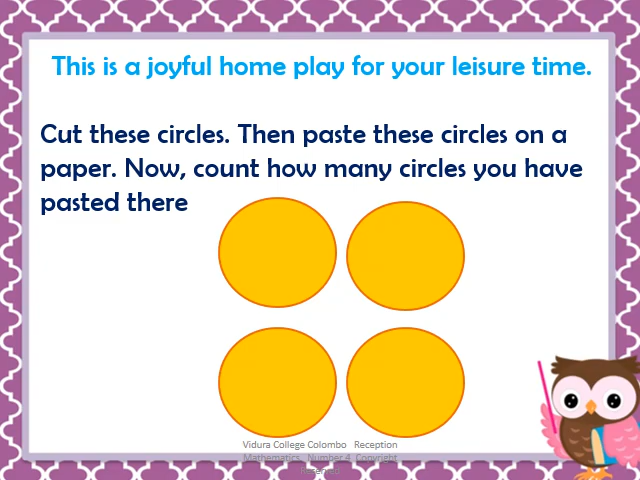 This is a joyful home play for your leisure time.
Cut these circles. Then paste these circles on a
paper. Now, count how many circles you have
pasted there
Vidura College Colombo Reception
Mathematics Number 4 Copyright
Reserved